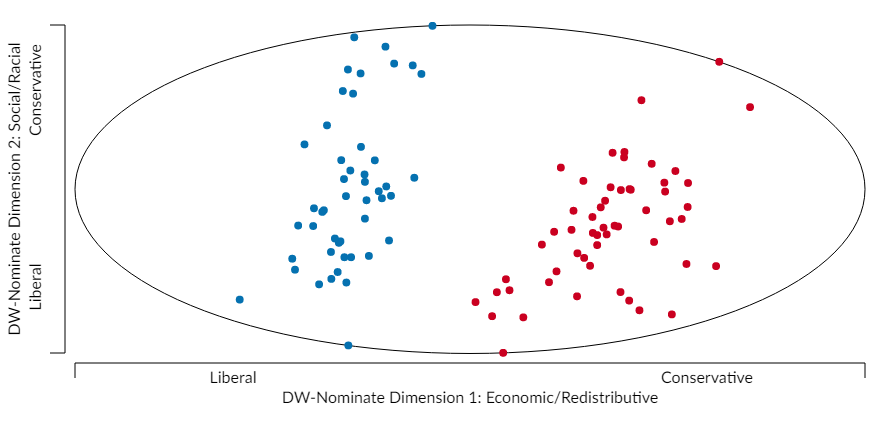 DW-Nominate Dimension 2: Social/Racial
Conservative
Liberal
Liberal
Conservative
DW-Nominate Dimension 1: Economic/Redistributive